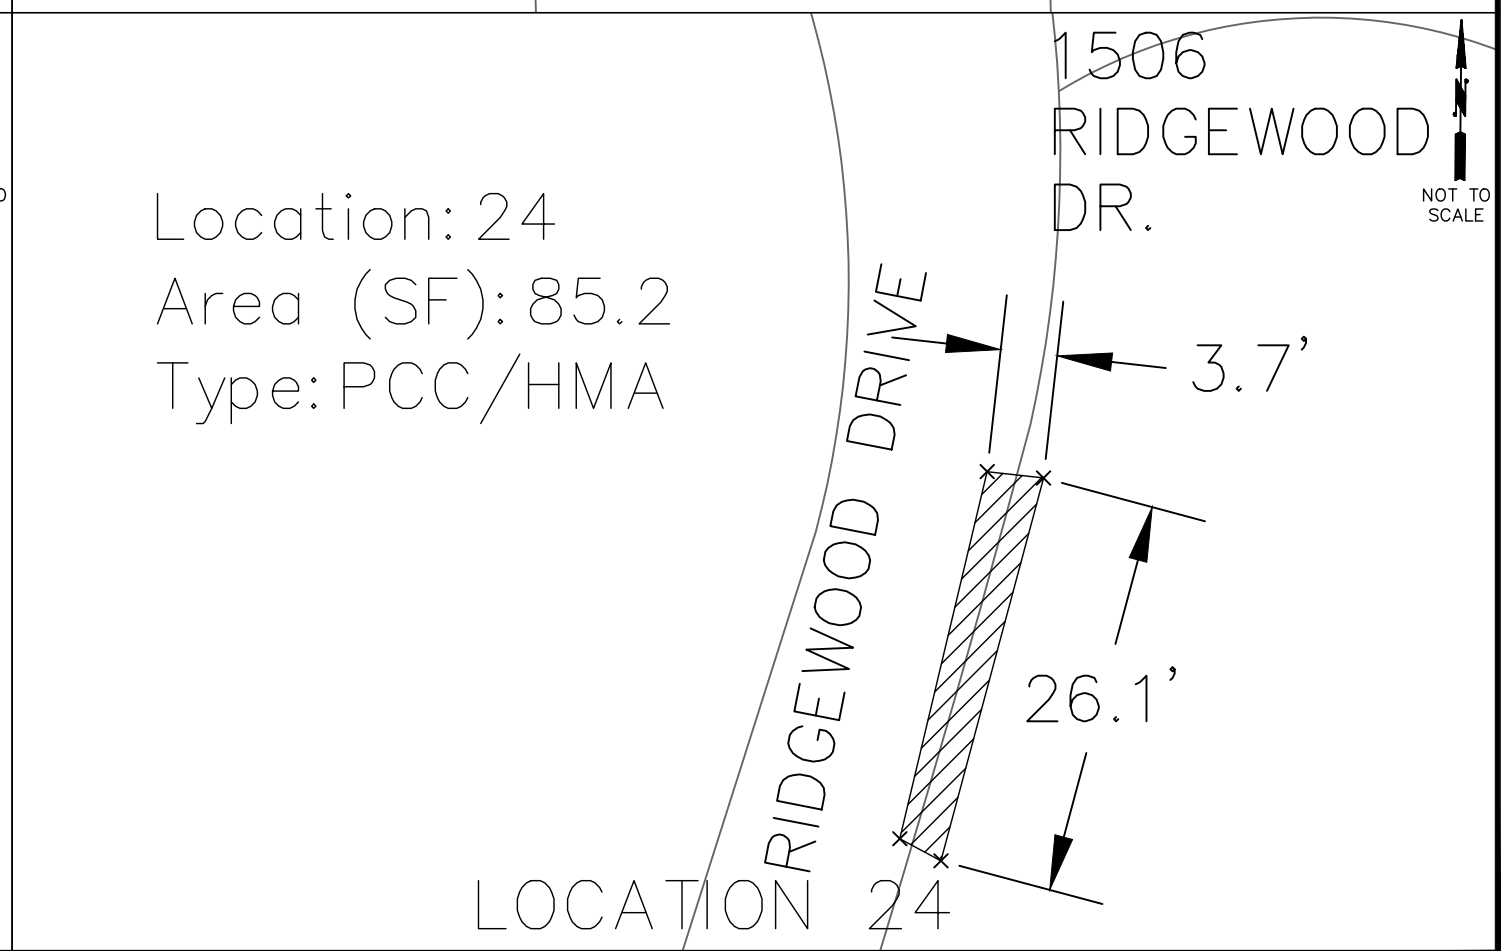 1506
RIDGEWOOD
DR.
NOT TO
SCALE
Location: 24
Area (SF): 85.2
Type: PCC/HMA
RIDGEWOOD DRIVE
3.7'
26.1'
LOCATION 24
N